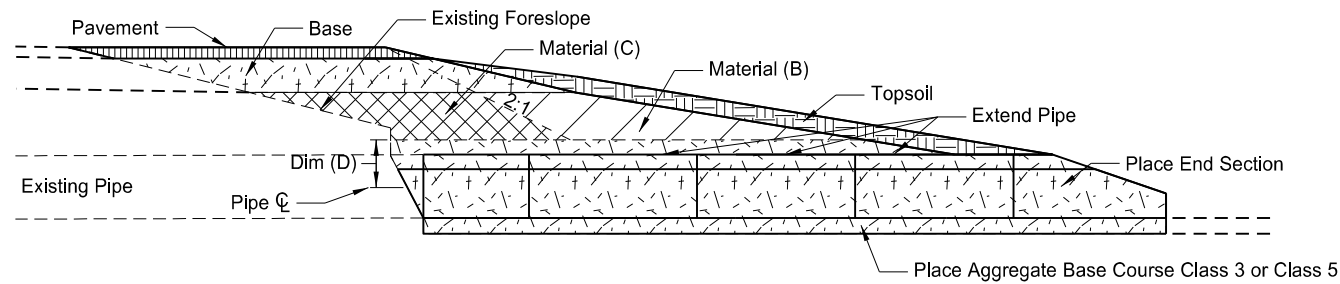 Pavement
Base
Existing Foreslope
Material (C)
Material (B)
2:1
Topsoil
Extend Pipe
Dim (D)
Place End Section
Existing Pipe
Pipe ℄
Place Aggregate Base Course Class 3 or Class 5